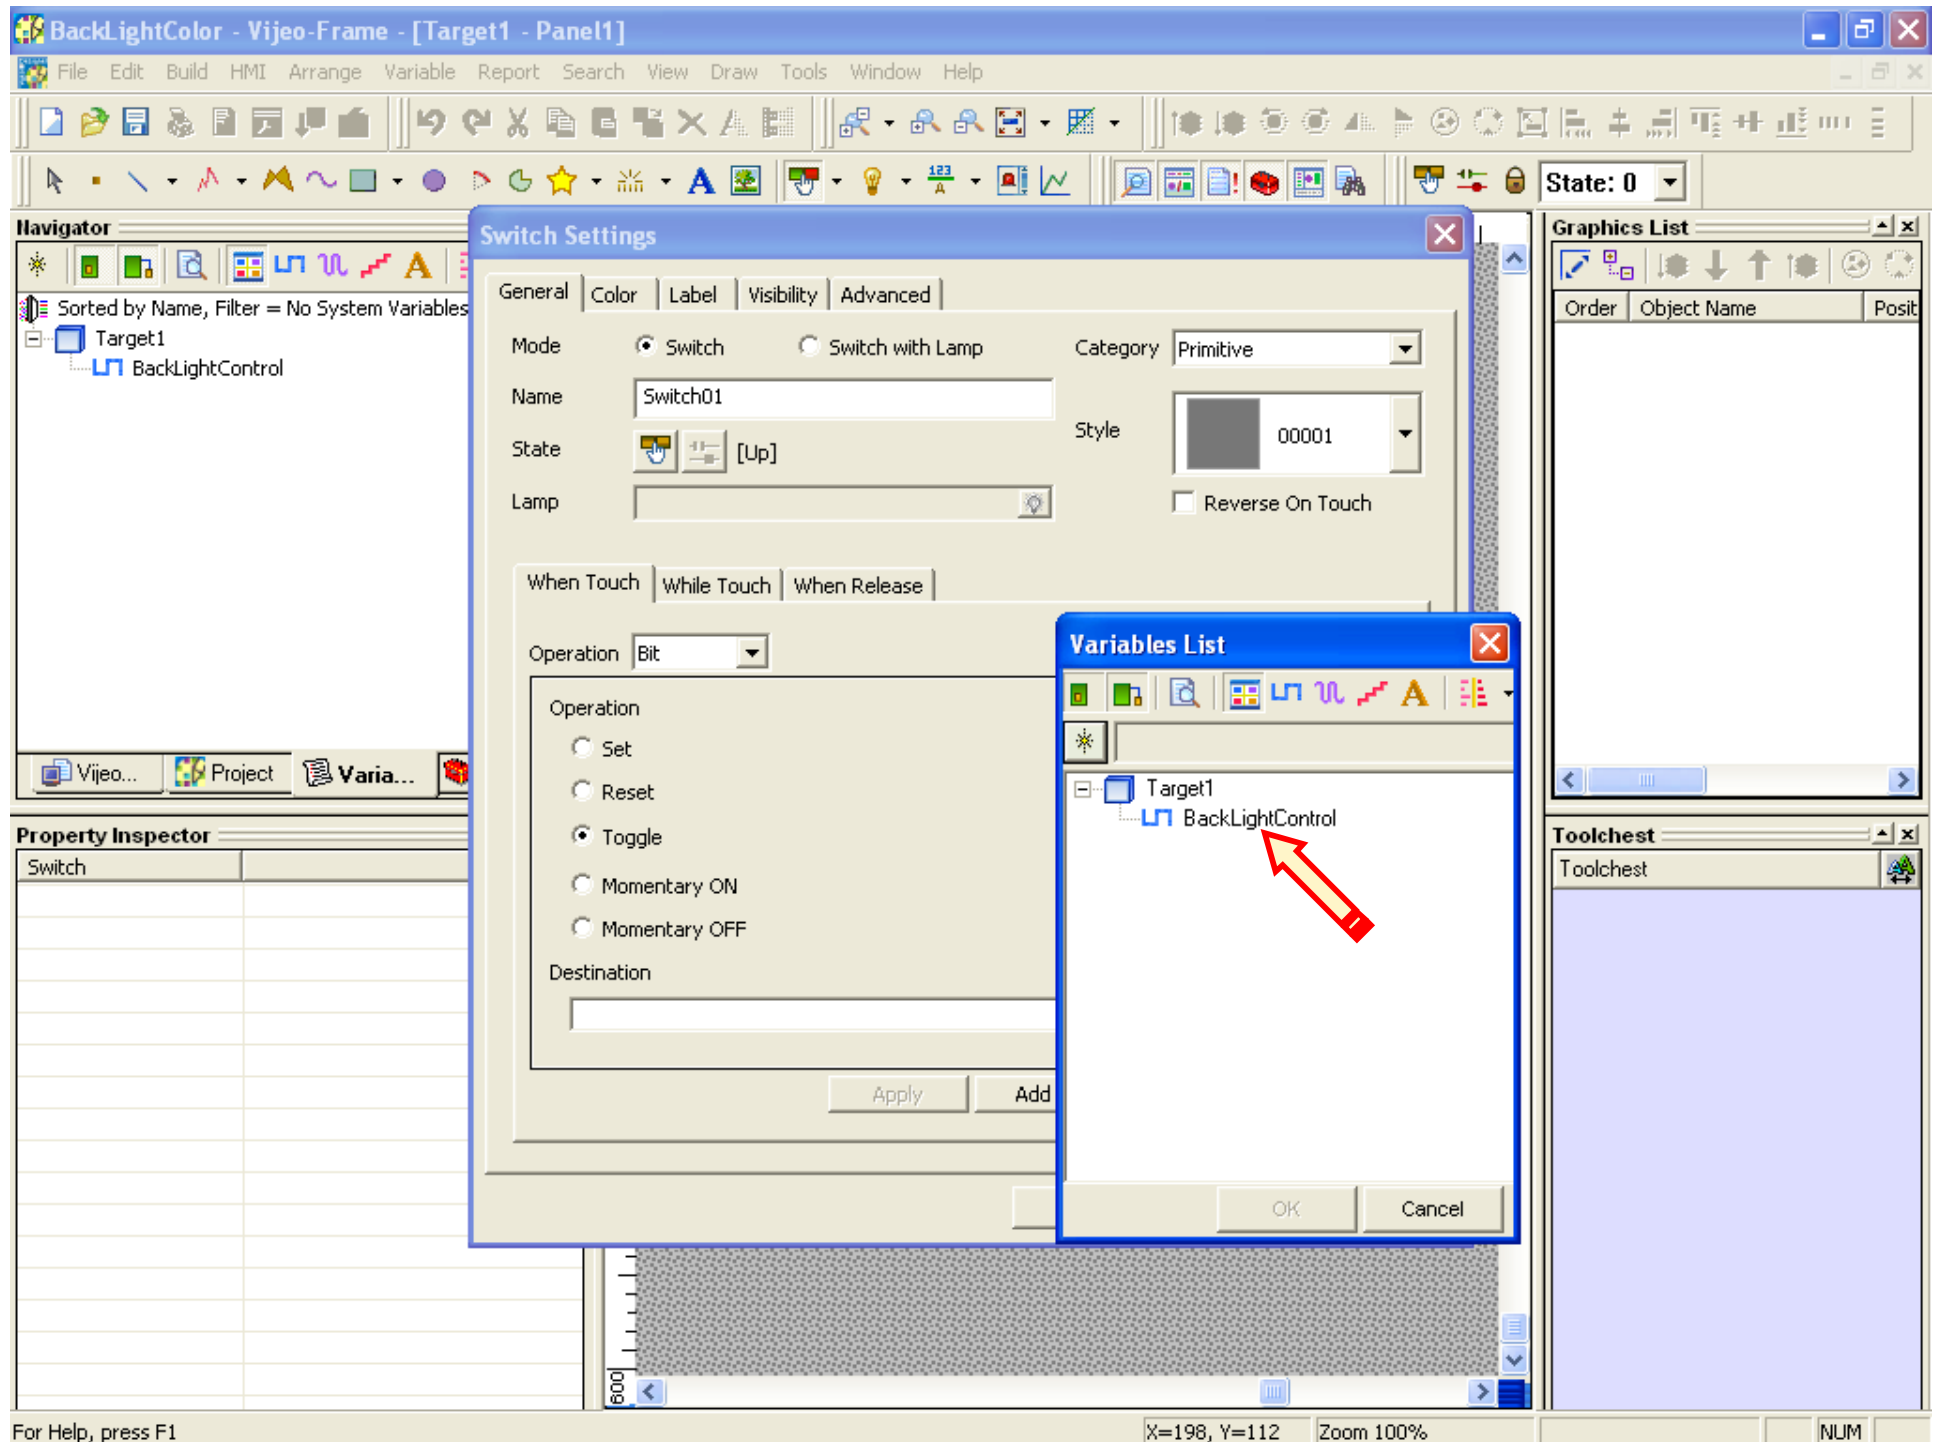 BackLightColor - Vijeo-Frame - [Target1 - Panel1]
File Edit Build HMI Arrange Variable Report Search View Draw Tools Window Help
123
A
State: 0
Navigator
Sorted by Name, Filter = No System Variables
Target1
BackLightControl
Vijeo... Project Varia...
Property Inspector
Switch
Switch Settings
General Color Label Visibility Advanced
Mode Switch Switch with Lamp Category Primitive
Name Switch01
Style 00001
State [Up]
Lamp Reverse On Touch
When Touch While Touch When Release
Operation Bit
Operation
Set
Reset
Toggle
Momentary ON
Momentary OFF
Destination
Apply Add
Variables List
Target1
BackLightControl
OK Cancel
Graphics List
Order Object Name Posit
Toolchest
Toolchest
600
For Help, press F1 X=198, Y=112 Zoom 100% NUM